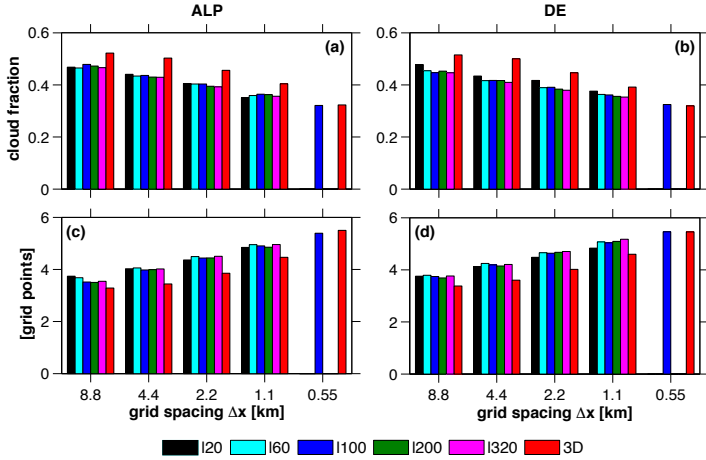 ALP
DE
0.6
0.4
0.2
0
cloud fraction
(a)
0.6
0.4
0.2
0
(b)
6
4
2
0
[grid points]
(c)
8.8 4.4 2.2 1.1 0.55
grid spacing Δx [km]
6
4
2
0
(d)
8.8 4.4 2.2 1.1 0.55
grid spacing Δx [km]
l20 l60 l100 l200 l320 3D